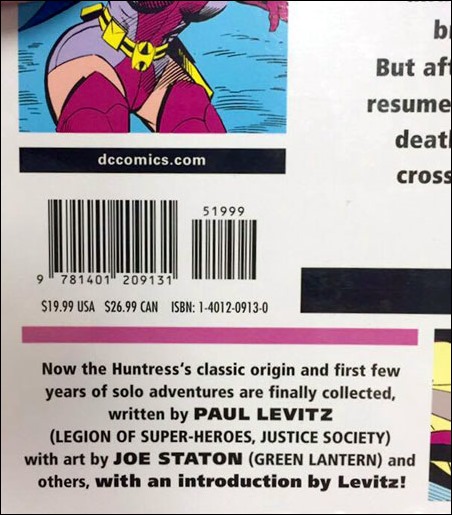 br
But aft
resume
deatl
cross
dccomics.com
51999
9 781401 209131
$19.99 USA $26.99 CAN ISBN: 1-4012-0913-0
Now the Huntress's classic origin and first few
years of solo adventures are finally collected,
written by PAUL LEVITZ
(LEGION OF SUPER-HEROES, JUSTICE SOCIETY)
with art by JOE STATON (GREEN LANTERN) and
others, with an introduction by Levitz!